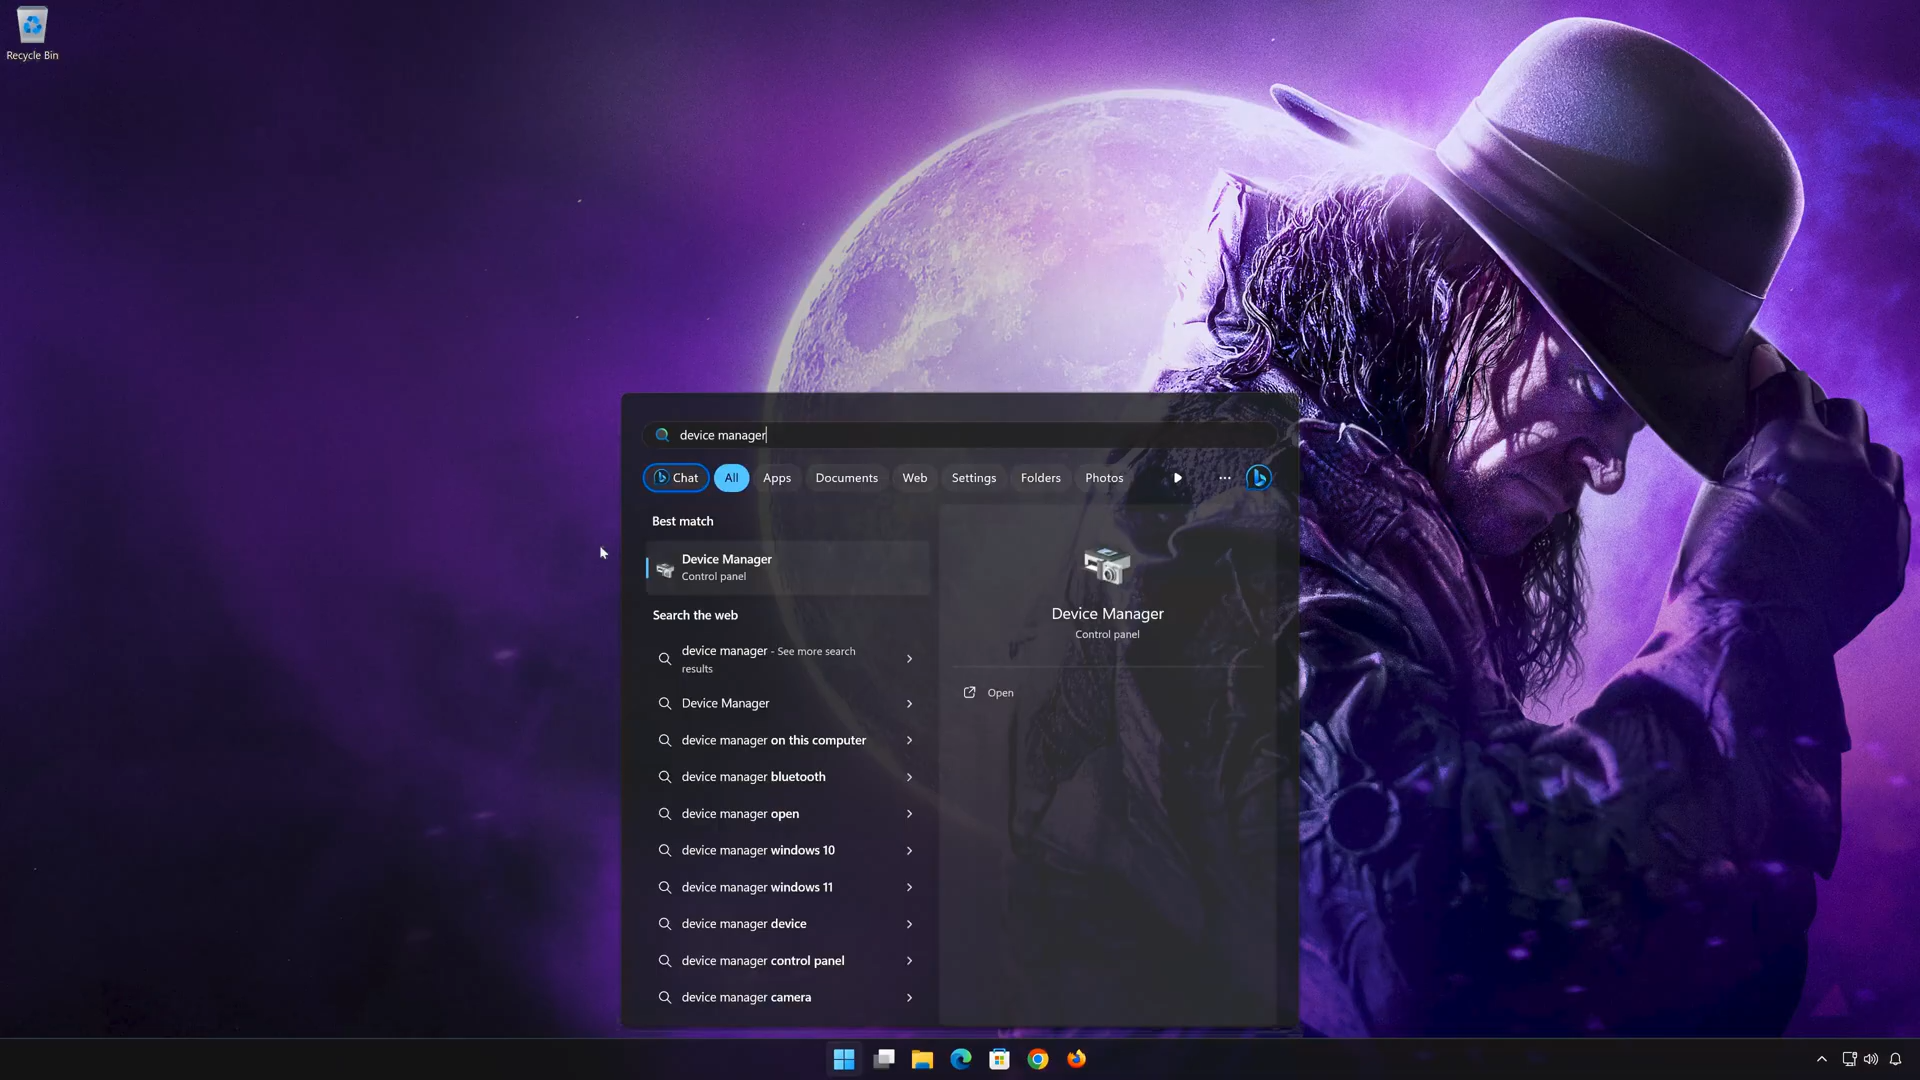 Recycle Bin
device manager
Chat All Apps Documents Web Settings Folders Photos
Best match
Device Manager
Control panel
Search the web
device manager - See more search
results
Device Manager
device manager on this computer
device manager bluetooth
device manager open
device manager windows 10
device manager windows 11
device manager device
device manager control panel
device manager camera
Device Manager
Control panel
Open